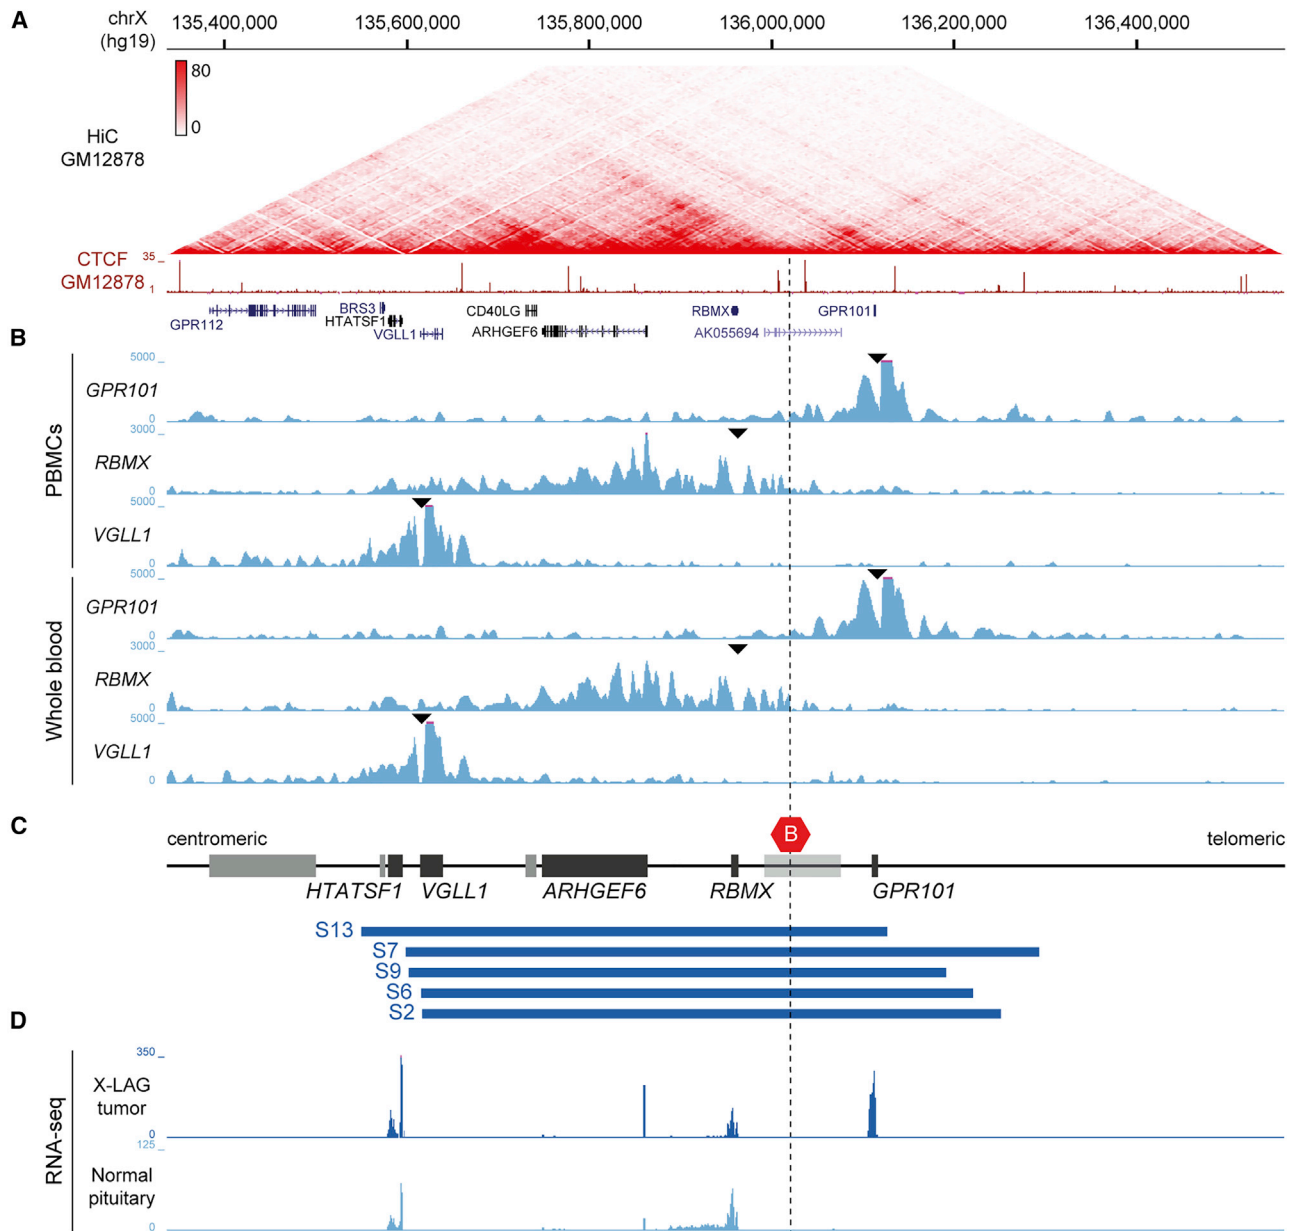 A
chrX
(hg19)
135,400,000 135,600,000 135,800,000 136,000,000 136,200,000 136,400,000
80
0
HiC
GM12878
CTCF 35
GM12878 1
GPR112
BRS3
HTATSF1
VGLL1
CD40LG
ARHGEF6
RBMX
AK055694
GPR101
B
PBMCs
5000
GPR101
0
3000
RBMX
0
5000
VGLL1
0
Whole blood
5000
GPR101
0
3000
RBMX
0
5000
VGLL1
0
C
centromeric
B
telomeric
HTATSF1 VGLL1 ARHGEF6 RBMX GPR101
S13
S7
S9
S6
S2
D
RNA-seq
350
X-LAG
tumor
0
125
Normal
pituitary
0